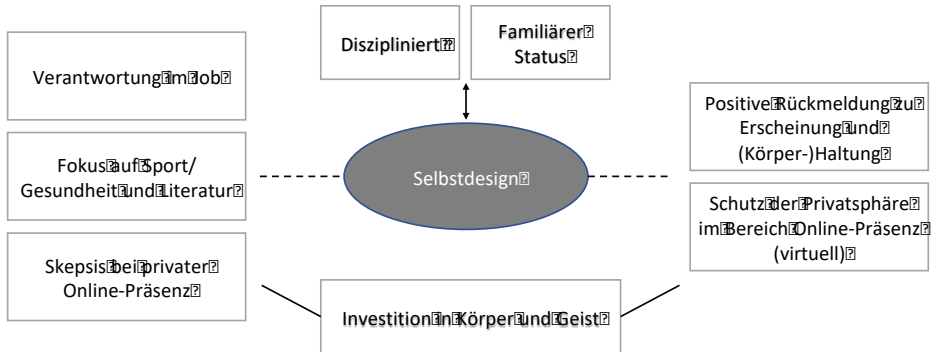 Diszipliniert
Familiärer
Status
Verantwortung im Job
Positive Rückmeldung zu
Erscheinung und
(Körper-)Haltung
Fokus auf Sport/
Gesundheit und Literatur
Selbstdesign
Schutz der Privatsphäre
im Bereich Online-Präsenz
(virtuell)
Skepsis bei privater
Online-Präsenz
Investition in Körper und Geist